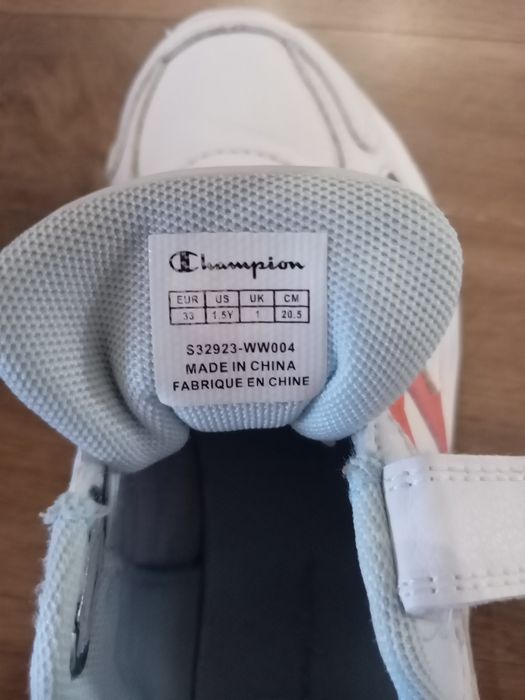 Champion
EUR US UK CM
33 1.5Y 1 20.5
S32923-WW004
MADE IN CHINA
FABRIQUE EN CHINE